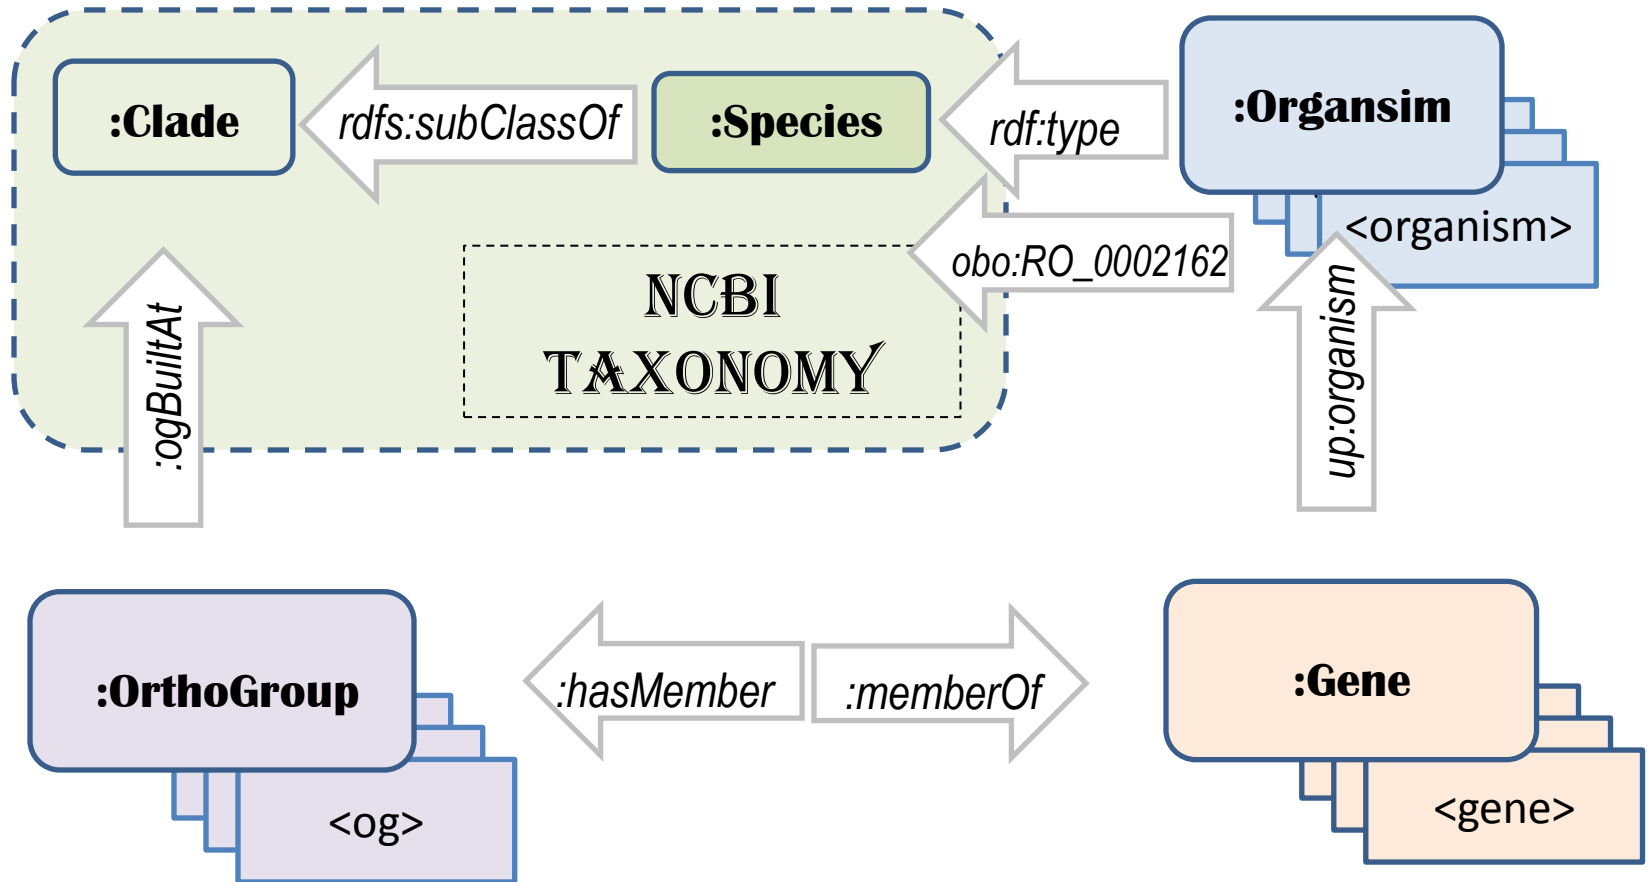 :Clade
rdfs:subClassOf
:Species
rdf:type
:Organsim
<organism>
obo:RO_0002162
NCBI
TAXONOMY
:ogBuiltAt
up:organism
:OrthoGroup
<og>
:hasMember
:memberOf
:Gene
<gene>